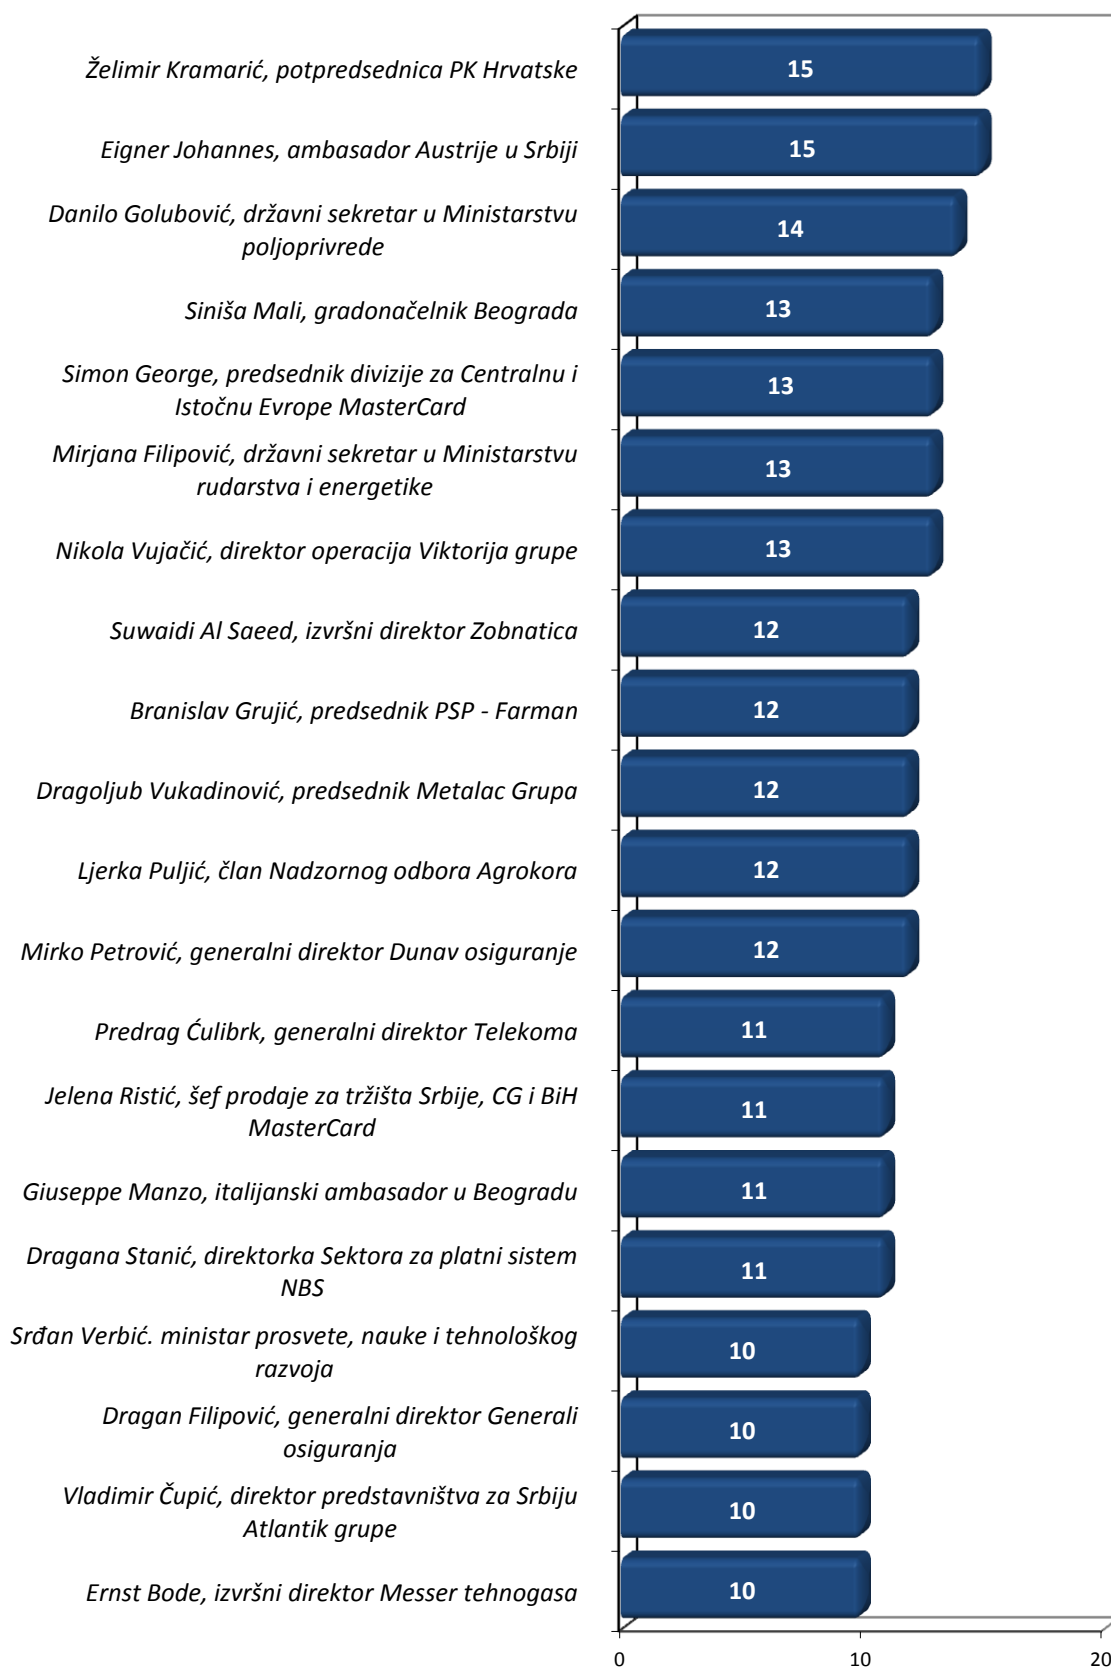 Želimir Kramarić, potpredsednica PK Hrvatske
15
Eigner Johannes, ambasador Austrije u Srbiji
15
Danilo Golubović, državni sekretar u Ministarstvu
poljoprivrede
14
Siniša Mali, gradonačelnik Beograda
13
Simon George, predsednik divizije za Centralnu i
Istočnu Evrope MasterCard
13
Mirjana Filipović, državni sekretar u Ministarstvu
rudarstva i energetike
13
Nikola Vujačić, direktor operacija Viktorija grupe
13
Suwaidi Al Saeed, izvršni direktor Zobnatica
12
Branislav Grujić, predsednik PSP - Farman
12
Dragoljub Vukadinović, predsednik Metalac Grupa
12
Ljerka Puljić, član Nadzornog odbora Agrokora
12
Mirko Petrović, generalni direktor Dunav osiguranje
12
Predrag Ćulibrk, generalni direktor Telekoma
11
Jelena Ristić, šef prodaje za tržišta Srbije, CG i BiH
MasterCard
11
Giuseppe Manzo, italijanski ambasador u Beogradu
11
Dragana Stanić, direktorka Sektora za platni sistem
NBS
11
Srđan Verbić. ministar prosvete, nauke i tehnološkog
razvoja
10
Dragan Filipović, generalni direktor Generali
osiguranja
10
Vladimir Čupić, direktor predstavništva za Srbiju
Atlantik grupe
10
Ernst Bode, izvršni direktor Messer tehnogasa
10
0 10 20